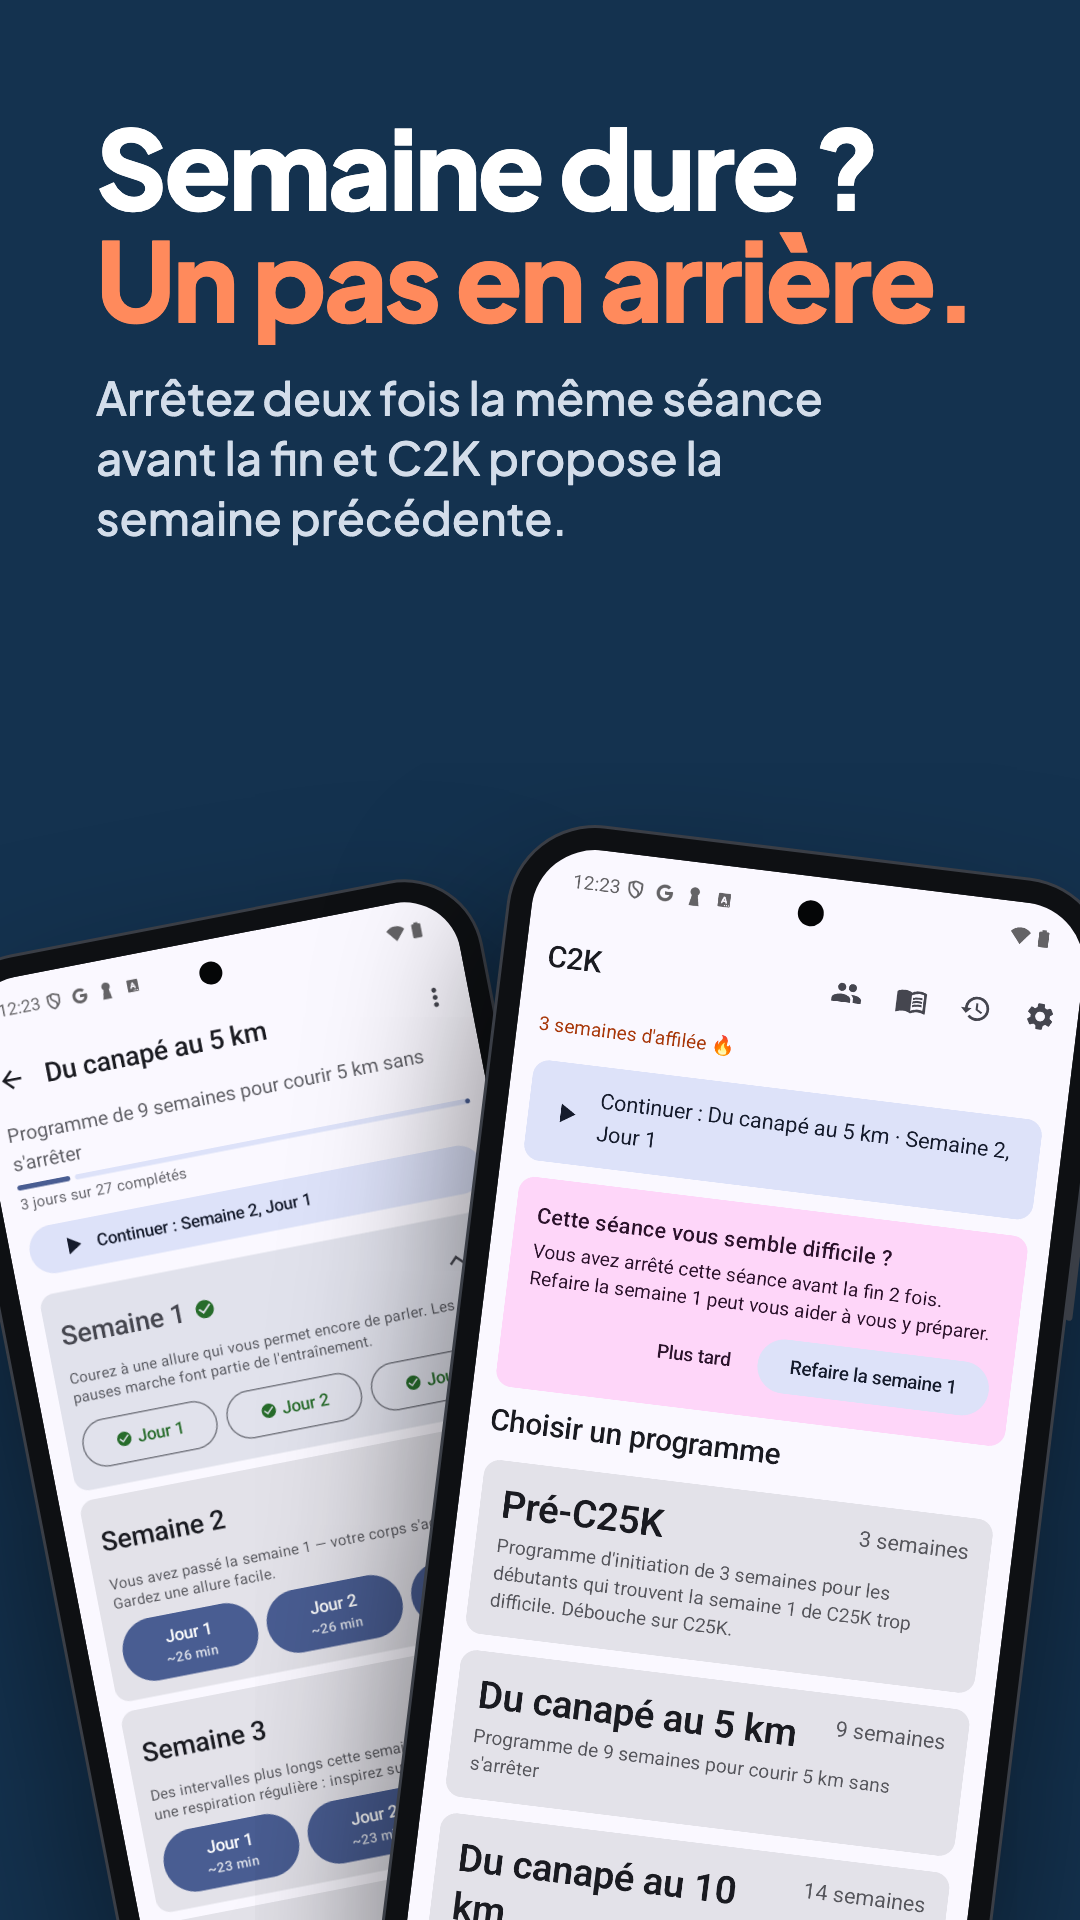 Semaine dure ?
Un pas en arrière.
Arrêtez deux fois la même séance
avant la fin et C2K propose la
semaine précédente.
12:23
Du canapé au 5 km
Programme de 9 semaines pour courir 5 km sans
s'arrêter
3 jours sur 27 complétés
Continuer : Semaine 2, Jour 1
Semaine 1
Courez à une allure qui vous permet encore de parler. Les
pauses marche font partie de l'entraînement.
Jour 1
Jour 2
Semaine 2
Vous avez passé la semaine 1 — votre corps
Gardez une allure facile.
Jour 1
~26 min
Jour 2
~26 min
Semaine 3
Des intervalles plus longs cette
une respiration régulière : inspirez
Jour 1
~23 min
Jour 2
~23
12:23
C2K
3 semaines d'affilée 🔥
Continuer : Du canapé au 5 km · Semaine 2,
Jour 1
Cette séance vous semble difficile ?
Vous avez arrêté cette séance avant la fin 2 fois.
Refaire la semaine 1 peut vous aider à vous y préparer.
Plus tard
Refaire la semaine 1
Choisir un programme
Pré-C25K
3 semaines
Programme d'initiation de 3 semaines pour les
débutants qui trouvent la semaine 1 de C25K trop
difficile. Débouche sur C25K.
Du canapé au 5 km
9 semaines
Programme de 9 semaines pour courir 5 km sans
s'arrêter
Du canapé au 10
km
14 semaines